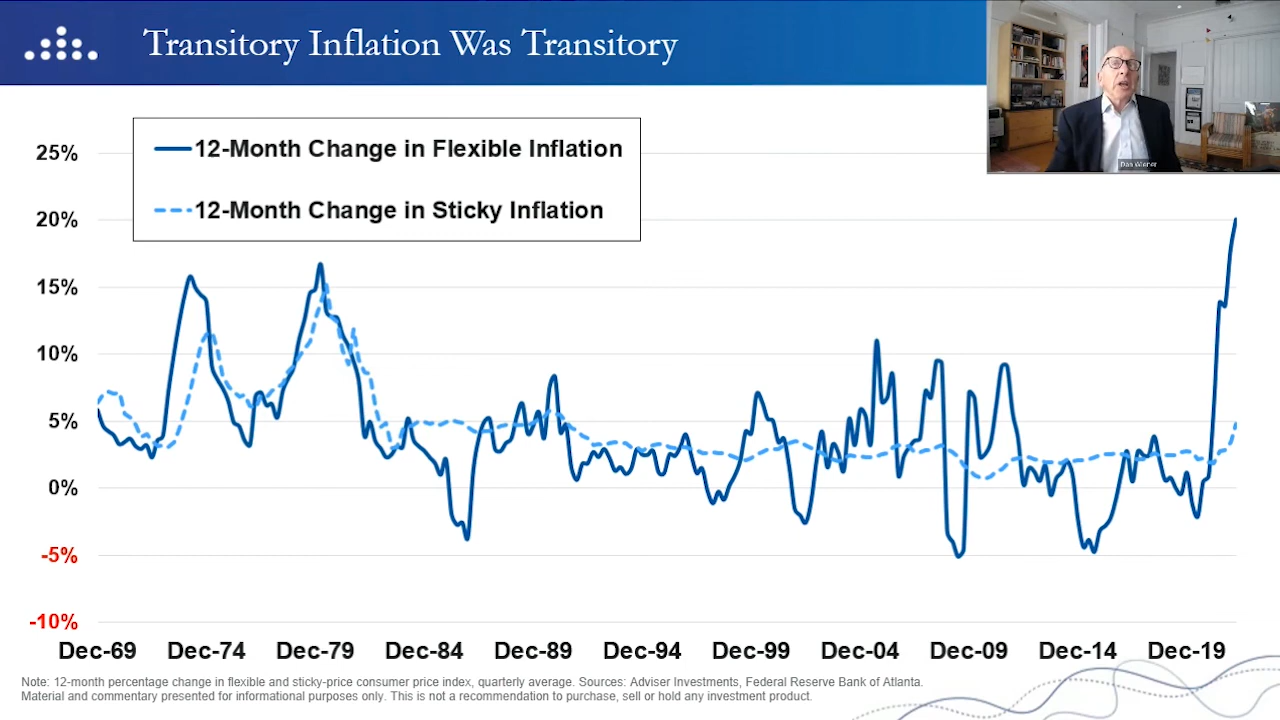 Transitory Inflation Was Transitory
Dan Wiener
12-Month Change in Flexible Inflation
12-Month Change in Sticky Inflation
25%
20%
15%
10%
5%
0%
-5%
-10%
Dec-69 Dec-74 Dec-79 Dec-84 Dec-89 Dec-94 Dec-99 Dec-04 Dec-09 Dec-14 Dec-19
Note: 12-month percentage change in flexible and sticky-price consumer price index, quarterly average. Sources: Adviser Investments, Federal Reserve Bank of Atlanta.
Material and commentary presented for informational purposes only. This is not a recommendation to purchase, sell or hold any investment product.